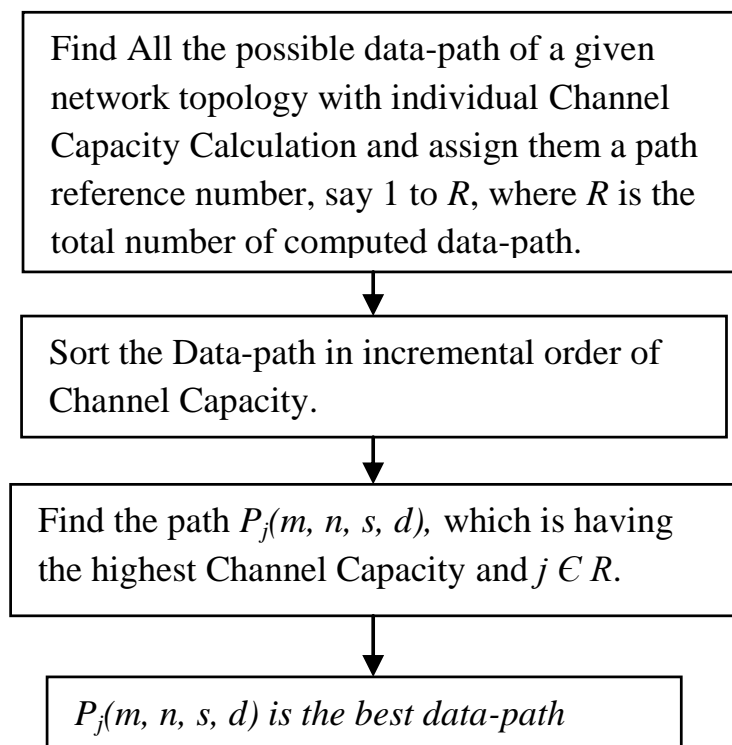 Find All the possible data-path of a given
network topology with individual Channel
Capacity Calculation and assign them a path
reference number, say 1 to R, where R is the
total number of computed data-path.
Sort the Data-path in incremental order of
Channel Capacity.
Find the path Pj(m, n, s, d), which is having
the highest Channel Capacity and j Є R.
Pj(m, n, s, d) is the best data-path